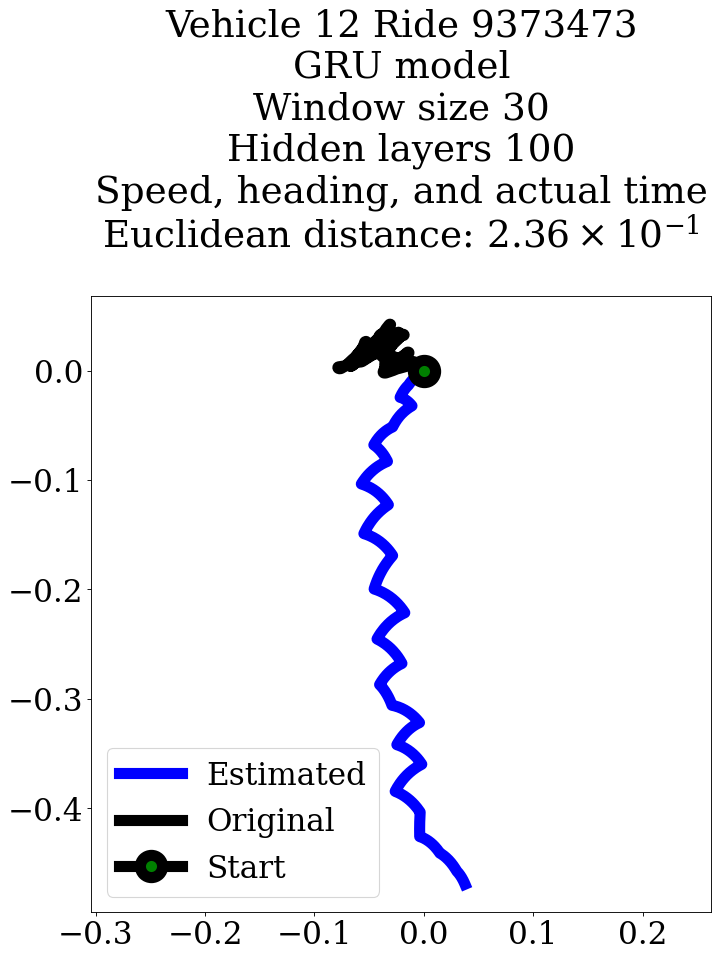 Vehicle 12 Ride 9373473
GRU model
Window size 30
Hidden layers 100
Speed, heading, and actual time
Euclidean distance: 2.36 × 10⁻¹
0.0
−0.1
−0.2
−0.3
−0.4
Estimated
Original
Start
−0.3 −0.2 −0.1 0.0 0.1 0.2